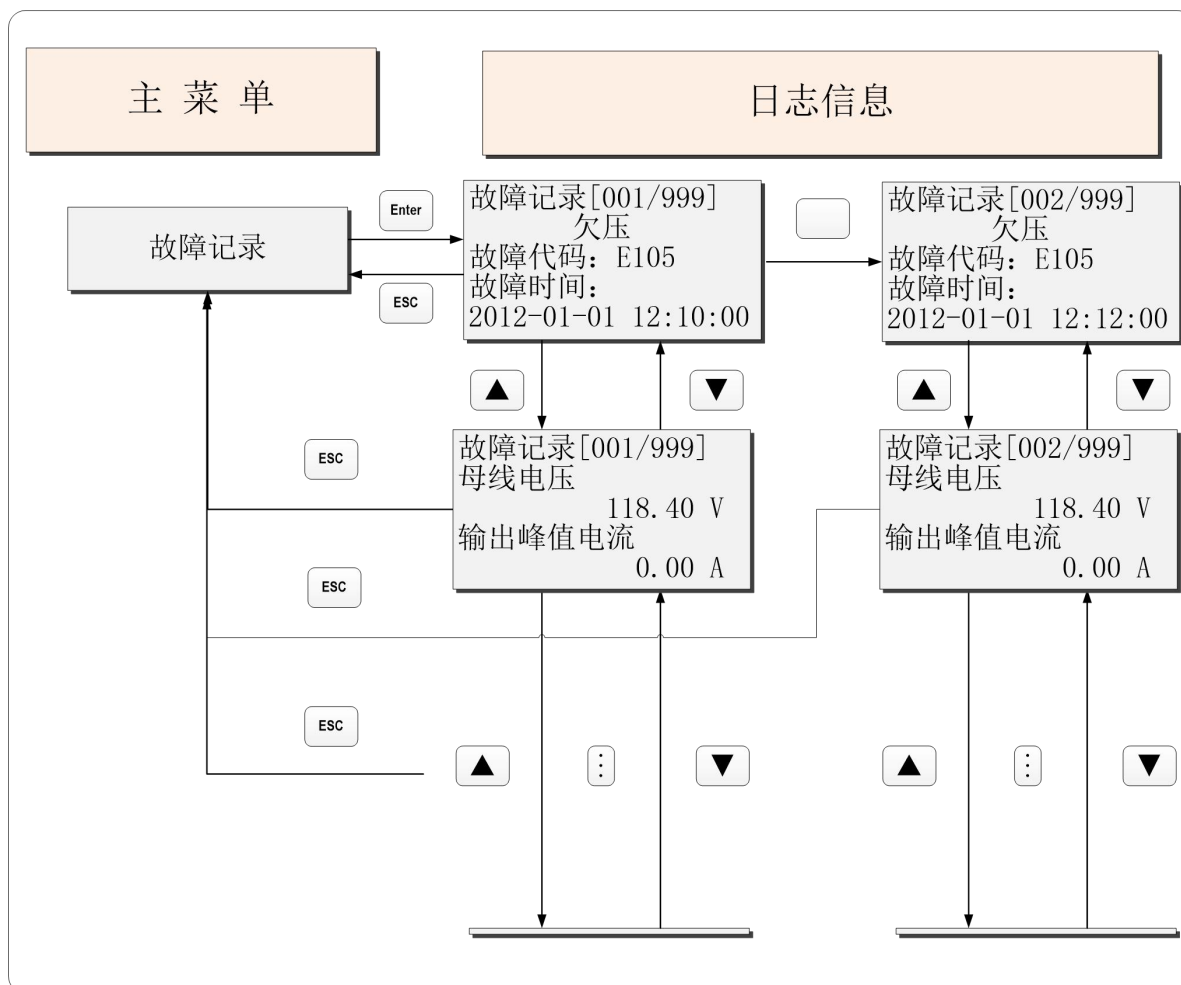 主 菜 单
日志信息
故障记录
Enter
ESC
故障记录[001/999]
欠压
故障代码：E105
故障时间：
2012-01-01 12:10:00
故障记录[002/999]
欠压
故障代码：E105
故障时间：
2012-01-01 12:12:00
ESC
故障记录[001/999]
母线电压
118.40 V
输出峰值电流
0.00 A
故障记录[002/999]
母线电压
118.40 V
输出峰值电流
0.00 A
ESC
ESC